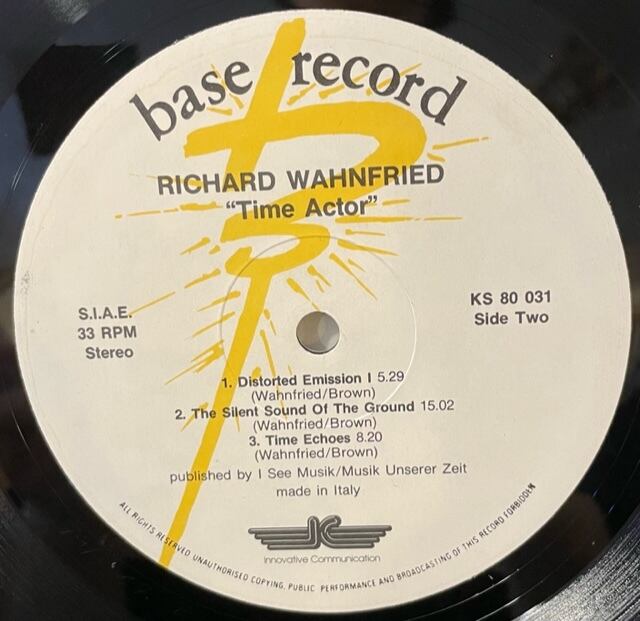 base record
RICHARD WAHNFRIED
“Time Actor”
S.I.A.E.
33 RPM
Stereo
KS 80 031
Side Two
1. Distorted Emission I 5.29
(Wahnfried/Brown)
2. The Silent Sound Of The Ground 15.02
(Wahnfried/Brown)
3. Time Echoes 8.20
(Wahnfried/Brown)
published by I See Musik/Musik Unserer Zeit
made in Italy
IC
Innovative Communication
ALL RIGHTS RESERVED UNAUTHORISED COPYING, PUBLIC PERFORMANCE AND BROADCASTING OF THIS RECORD FORBIDDEN